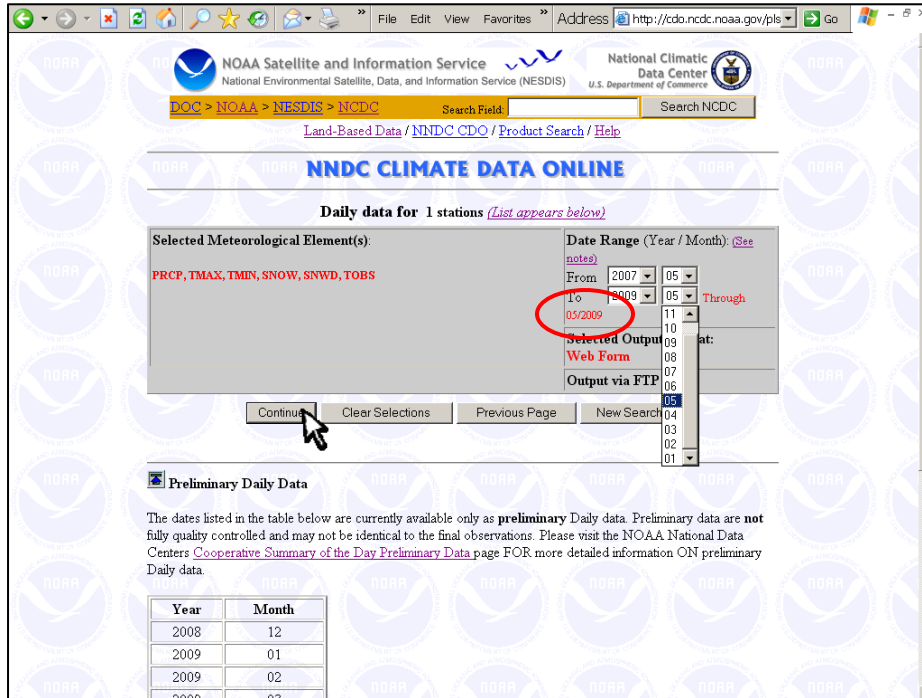 » File Edit View Favorites » Address http://cdo.ncdc.noaa.gov/pls Go
NOAA Satellite and Information Service
National Environmental Satellite, Data, and Information Service (NESDIS)
National Climatic
Data Center
U.S. Department of Commerce
DOC > NOAA > NESDIS > NCDC Search Field: Search NCDC
Land-Based Data / NNDC CDO / Product Search / Help
NNDC CLIMATE DATA ONLINE
Daily data for 1 stations (List appears below)
Selected Meteorological Element(s):
PRCP, TMAX, TMIN, SNOW, SNWD, TOBS
Date Range (Year / Month): (See
notes)
From 2007 05
To 2009 05 Through
05/2009
11
10
09
08
07
06
05
04
03
02
01
Selected Output at:
Web Form
Output via FTP
Continue Clear Selections Previous Page New Search
Preliminary Daily Data
The dates listed in the table below are currently available only as preliminary Daily data. Preliminary data are not
fully quality controlled and may not be identical to the final observations. Please visit the NOAA National Data
Centers Cooperative Summary of the Day Preliminary Data page FOR more detailed information ON preliminary
Daily data.
Year Month
2008 12
2009 01
2009 02
2009 03